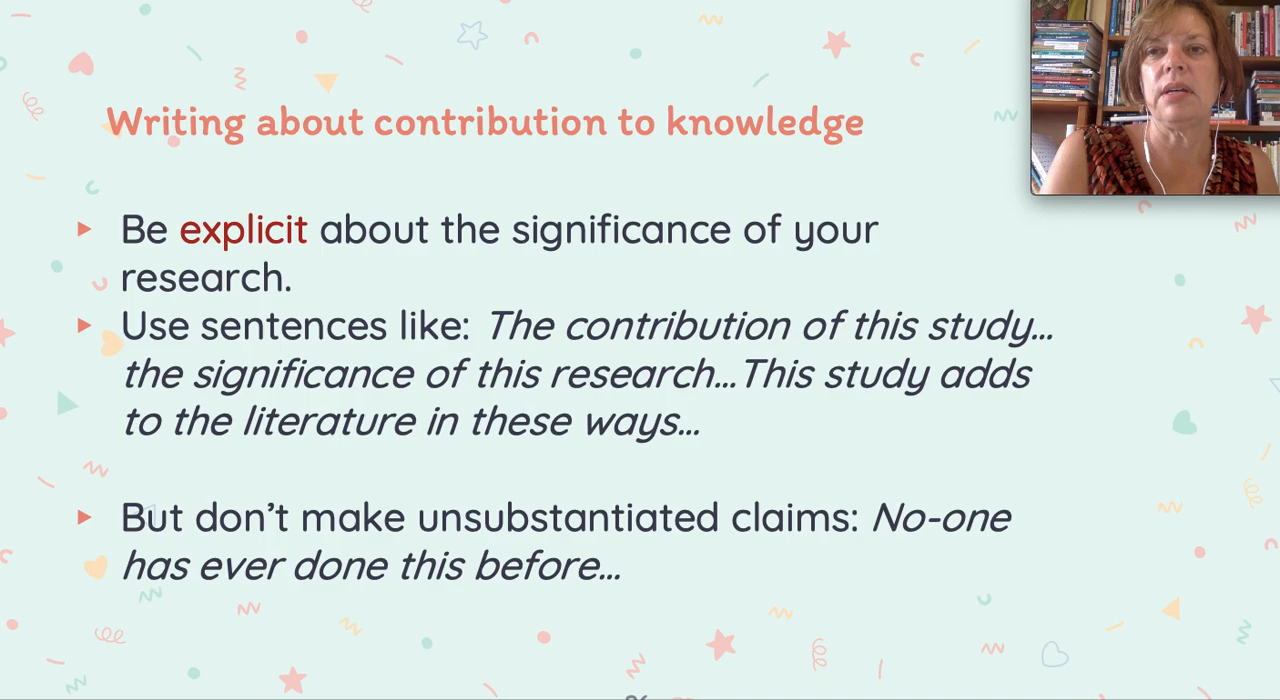 Writing about contribution to knowledge
Be explicit about the significance of your
research.
Use sentences like: The contribution of this study...
the significance of this research...This study adds
to the literature in these ways...
But don't make unsubstantiated claims: No-one
has ever done this before...